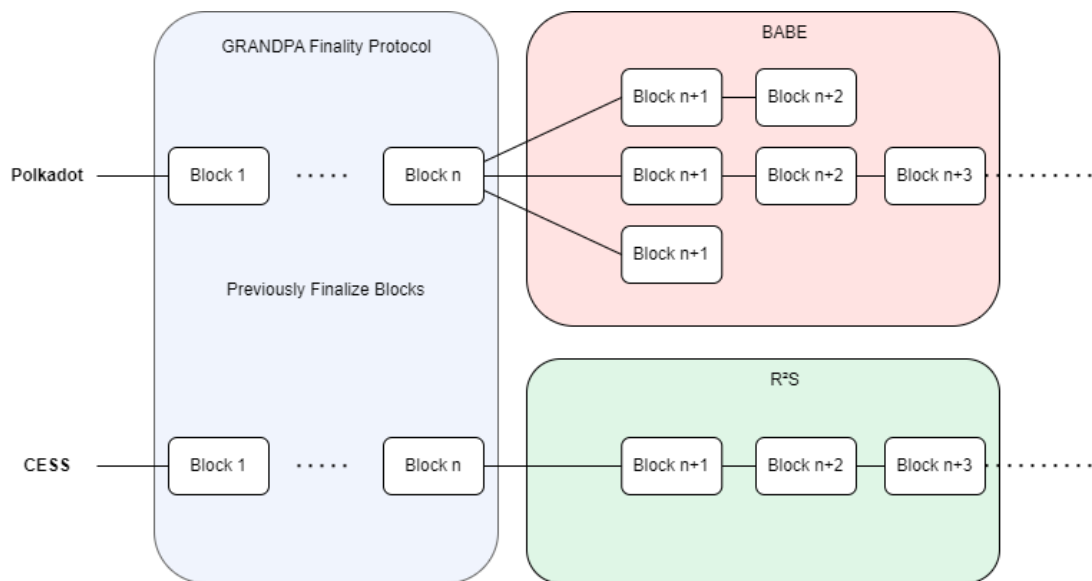 GRANDPA Finality Protocol
BABE
Block n+1
Block n+2
Polkadot
Block 1
.....
Block n
Block n+1
Block n+2
Block n+3
Block n+1
Previously Finalize Blocks
R²S
CESS
Block 1
.....
Block n
Block n+1
Block n+2
Block n+3